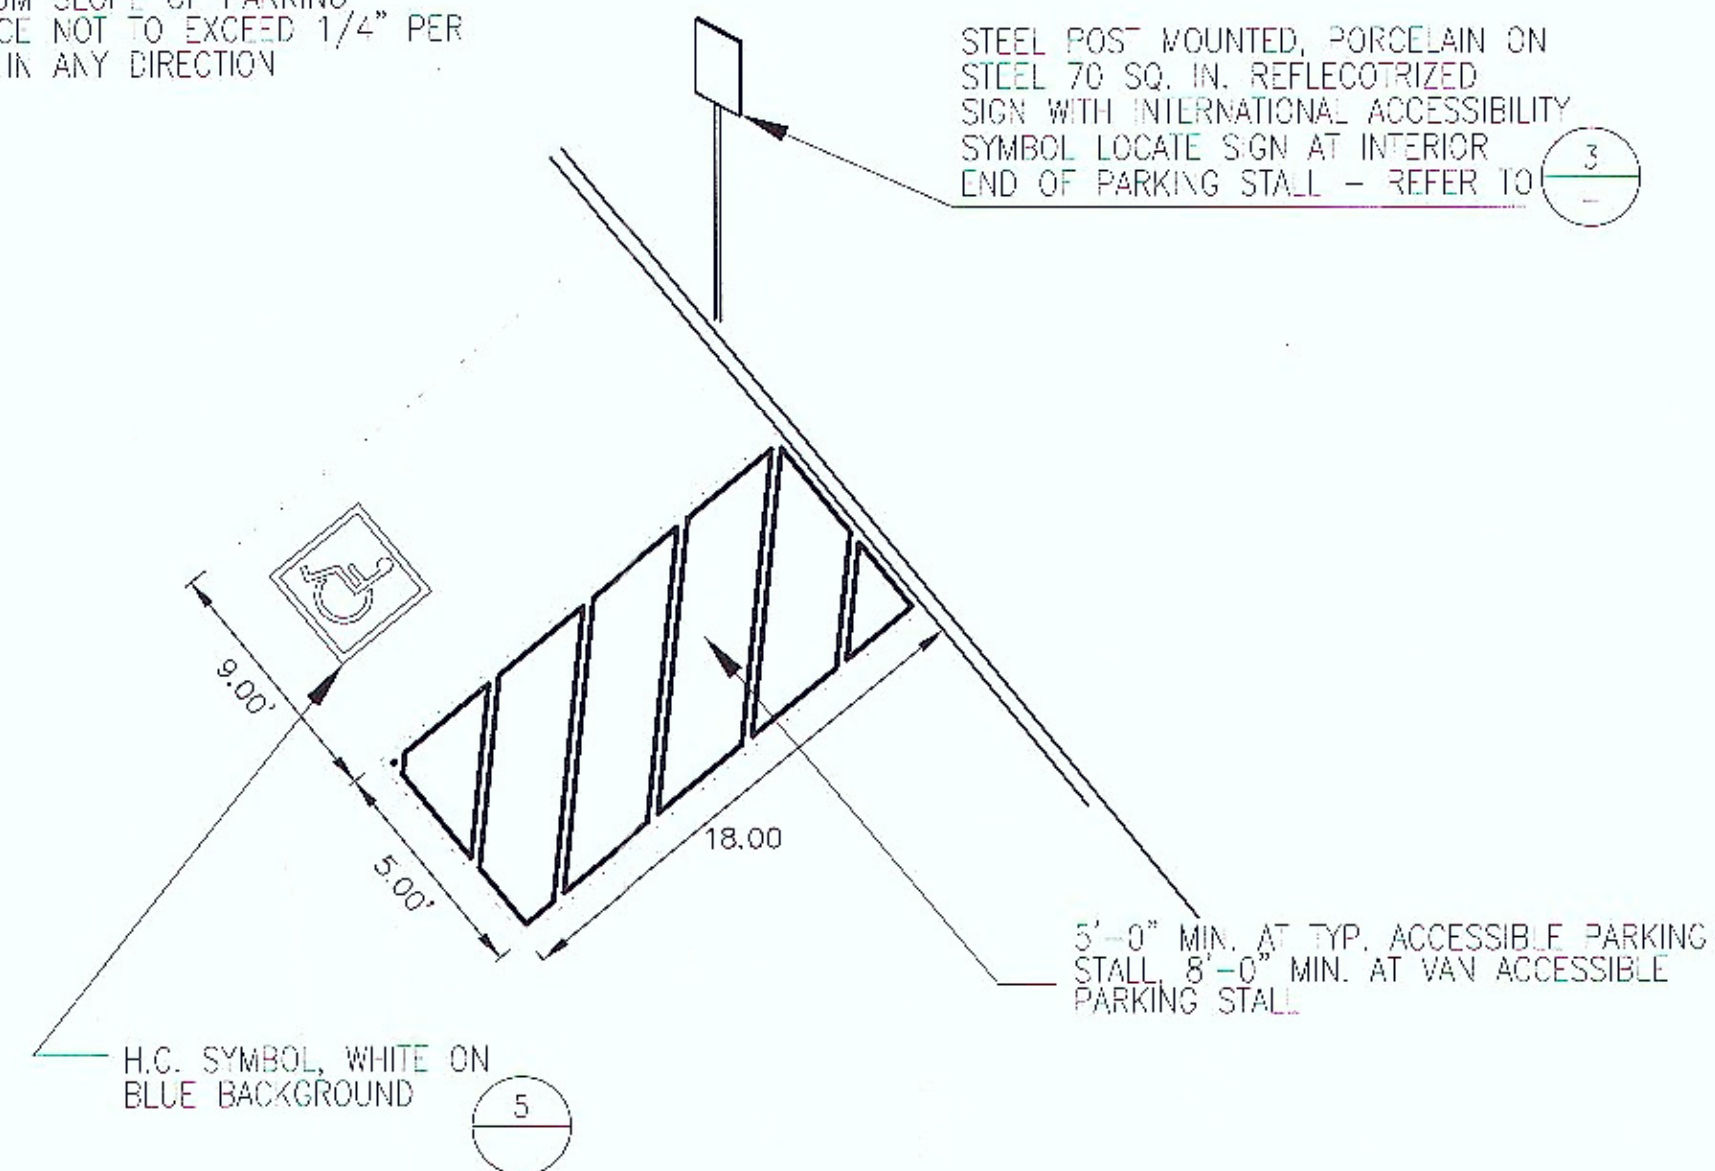 SLOPE OF PARKING
NOT TO EXCEED 1/4" PER
IN ANY DIRECTION
STEEL POST MOUNTED, PORCELAIN ON
STEEL 70 SQ. IN. REFLECOTRIZED
SIGN WITH INTERNATIONAL ACCESSIBILITY
SYMBOL LOCATE SIGN AT INTERIOR
END OF PARKING STALL - REFER TO
3
-
9.00'
5.00'
18.00
5'-0" MIN. AT TYP. ACCESSIBLE PARKING
STALL, 8'-0" MIN. AT VAN ACCESSIBLE
PARKING STALL
H.C. SYMBOL, WHITE ON
BLUE BACKGROUND
5